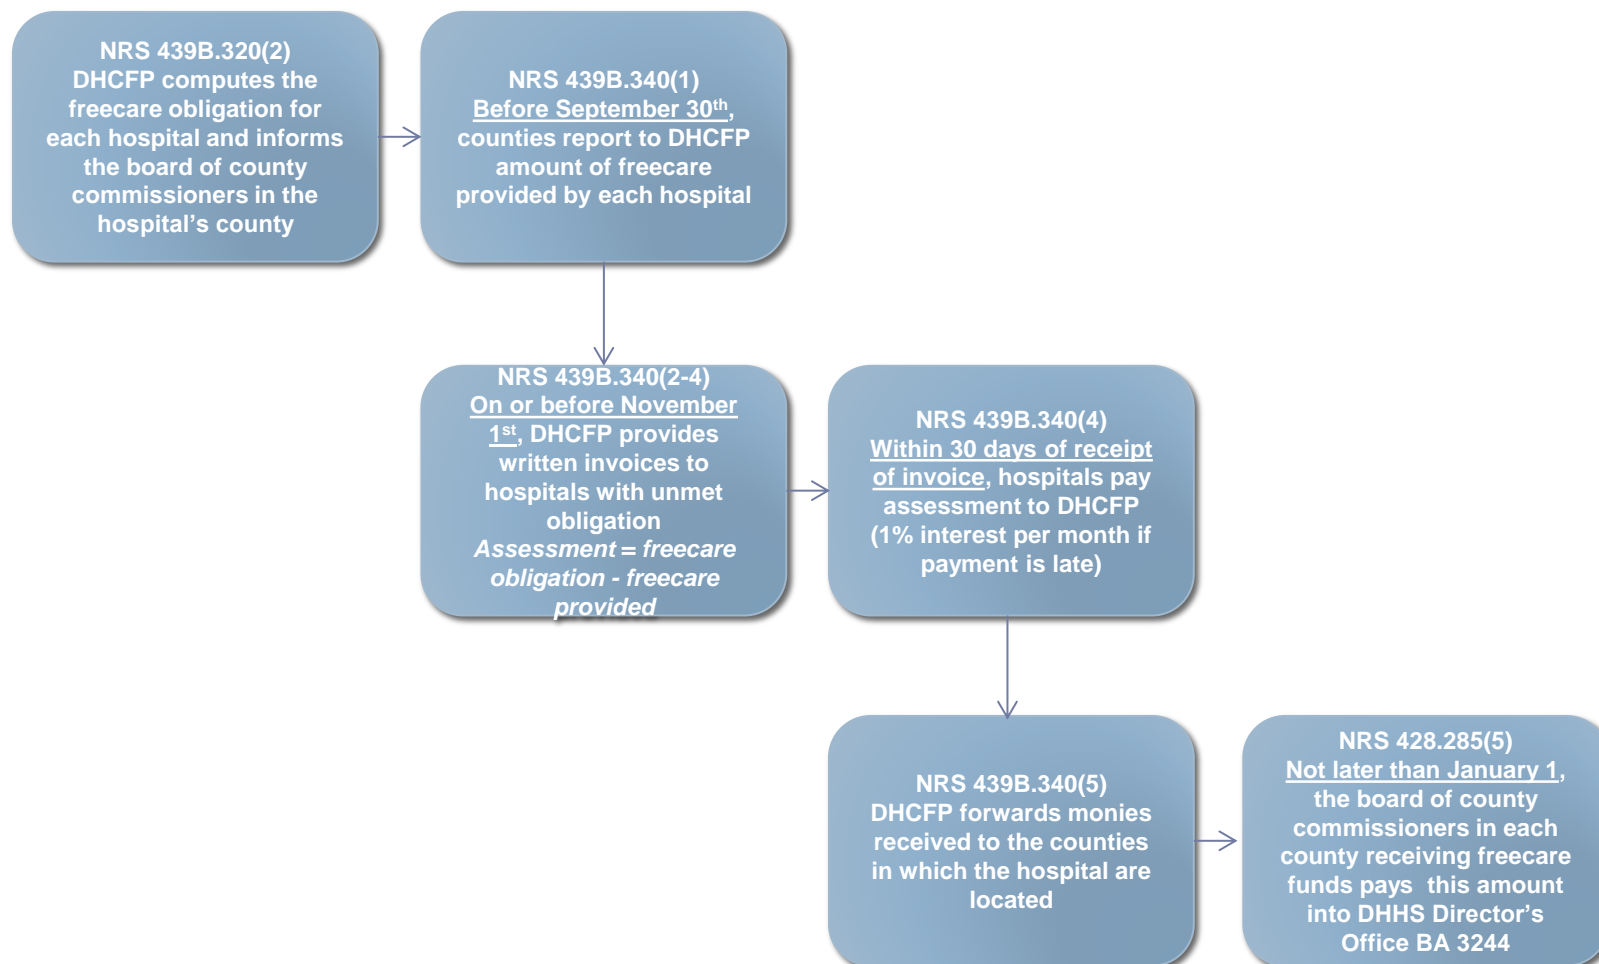 NRS 439B.320(2)
DHCFP computes the
freecare obligation for
each hospital and informs
the board of county
commissioners in the
hospital’s county
NRS 439B.340(1)
Before September 30th,
counties report to DHCFP
amount of freecare
provided by each hospital
NRS 439B.340(2-4)
On or before November
1st, DHCFP provides
written invoices to
hospitals with unmet
obligation
Assessment = freecare
obligation - freecare
provided
NRS 439B.340(4)
Within 30 days of receipt
of invoice, hospitals pay
assessment to DHCFP
(1% interest per month if
payment is late)
NRS 439B.340(5)
DHCFP forwards monies
received to the counties
in which the hospital are
located
NRS 428.285(5)
Not later than January 1,
the board of county
commissioners in each
county receiving freecare
funds pays  this amount
into DHHS Director’s
Office BA 3244